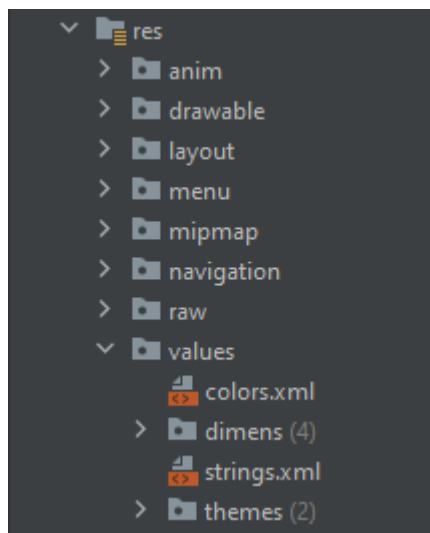 res
anim
drawable
layout
menu
mipmap
navigation
raw
values
colors.xml
dimens (4)
strings.xml
themes (2)